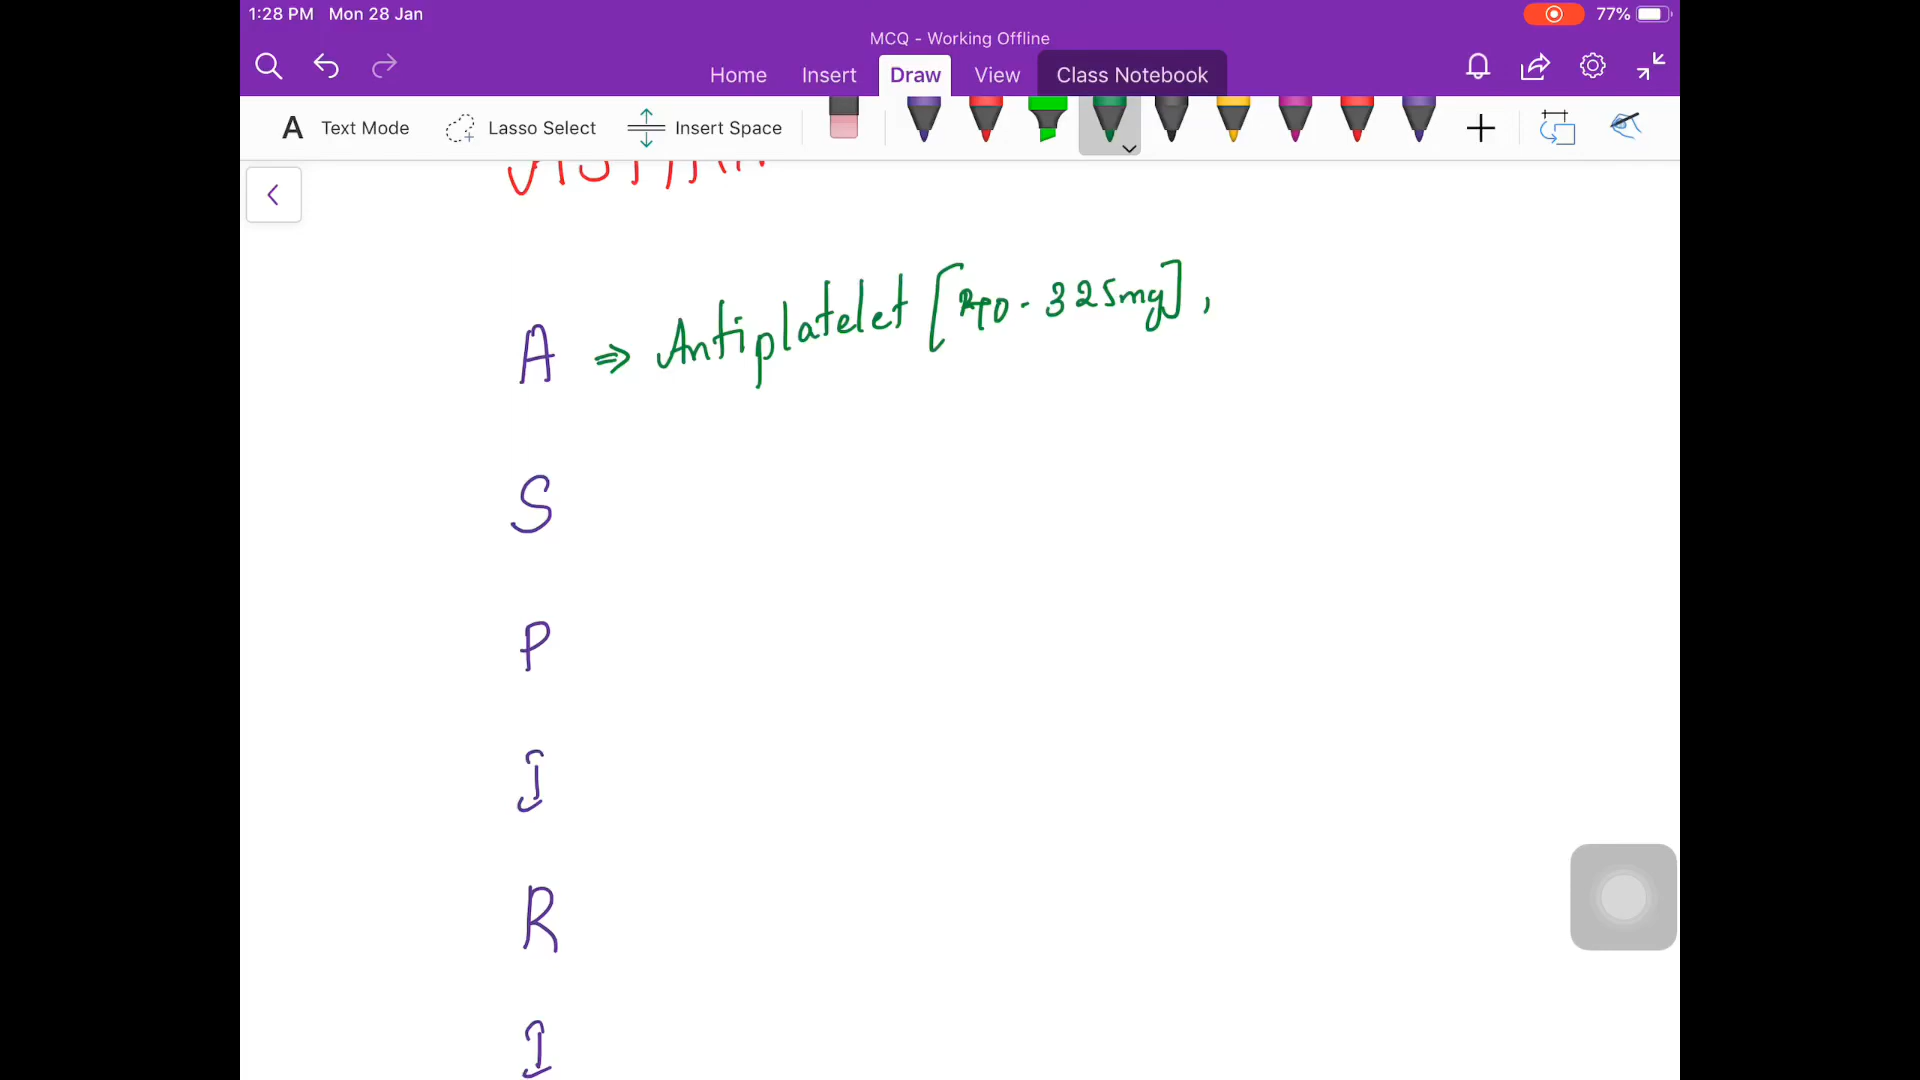 1:28 PM Mon 28 Jan 77%
MCQ - Working Offline
Home Insert Draw View Class Notebook
A Text Mode Lasso Select Insert Space
A ⇒ Antiplatelet [40 - 325mg],
S
P
I
R
I